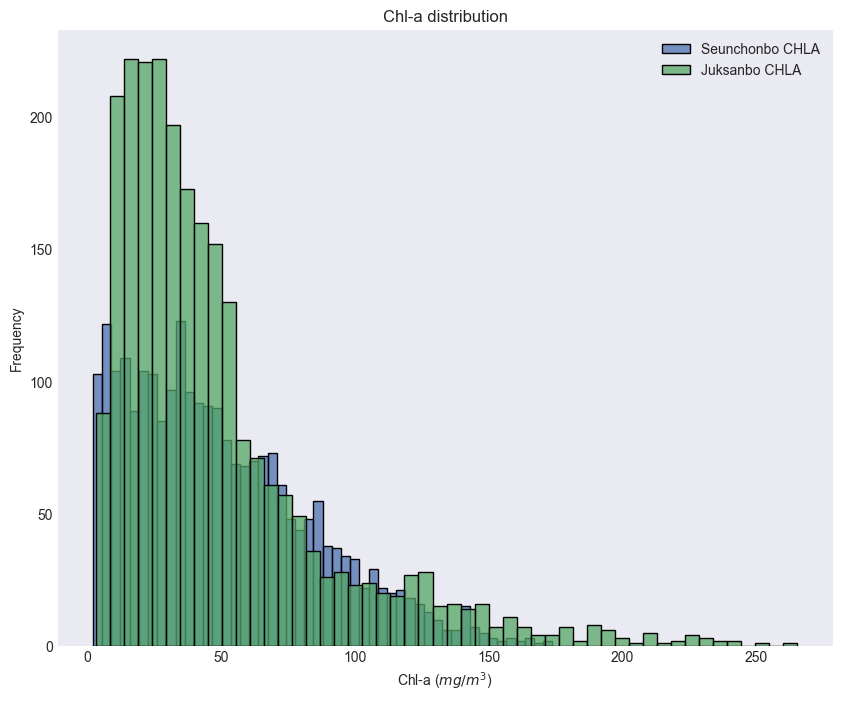 Chl-a distribution
Seunchonbo CHLA
Juksanbo CHLA
200
150
100
50
0
Frequency
0 50 100 150 200 250
Chl-a (mg/m³)